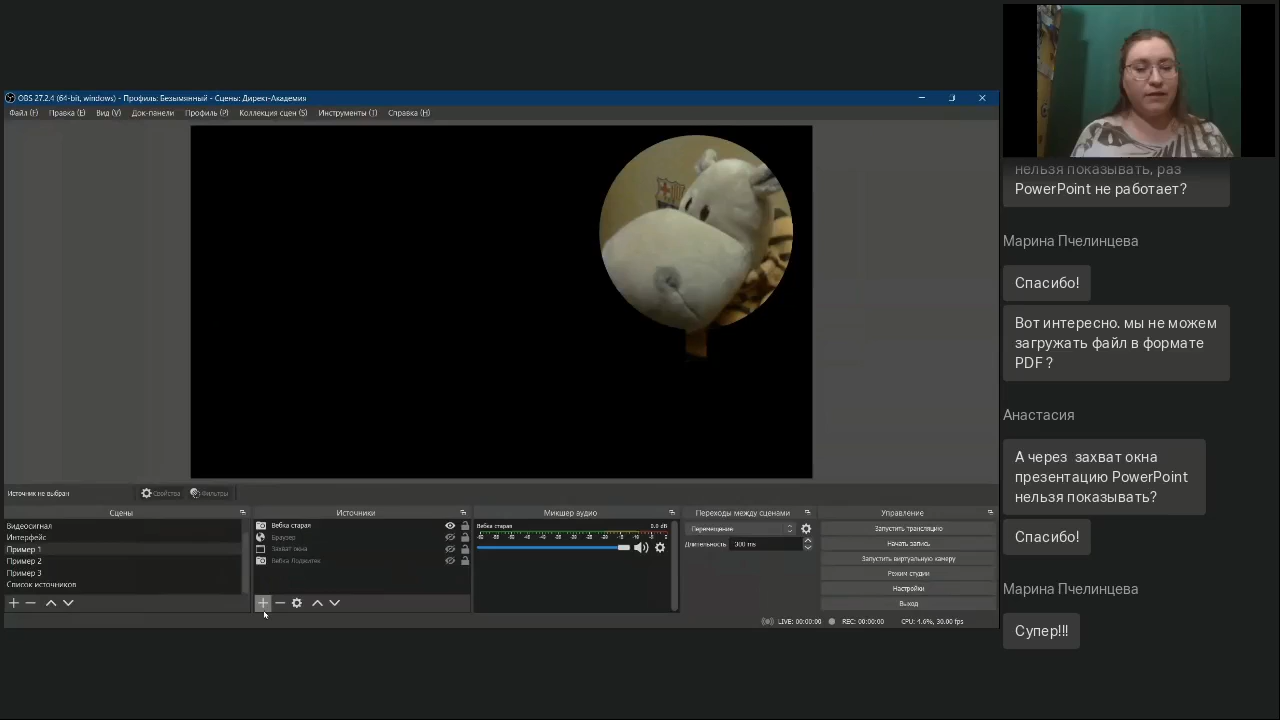 OBS 27.2.4 (64-bit, windows) - Профиль: Безымянный - Сцены: Директ-Академия
Файл (F) Правка (E) Вид (V) Док-панели Профиль (P) Коллекция сцен (S) Инструменты (T) Справка (H)
Источник не выбран Свойства Фильтры
Сцены
Видеосигнал
Интерфейс
Пример 1
Пример 2
Пример 3
Список источников
Источники
Вебка старая
Браузер
Захват окна
Вебка Лоджитек
Микшер аудио
Вебка старая 0.0 dB
Переходы между сценами
Перемещение
Длительность 300 ms
Управление
Запустить трансляцию
Начать запись
Запустить виртуальную камеру
Режим студии
Настройки
Выход
LIVE: 00:00:00 REC: 00:00:00 CPU: 4.6%, 30.00 fps
нельзя показывать, раз
PowerPoint не работает?
Марина Пчелинцева
Спасибо!
Вот интересно. мы не можем
загружать файл в формате
PDF ?
Анастасия
А через захват окна
презентацию PowerPoint
нельзя показывать?
Спасибо!
Марина Пчелинцева
Супер!!!